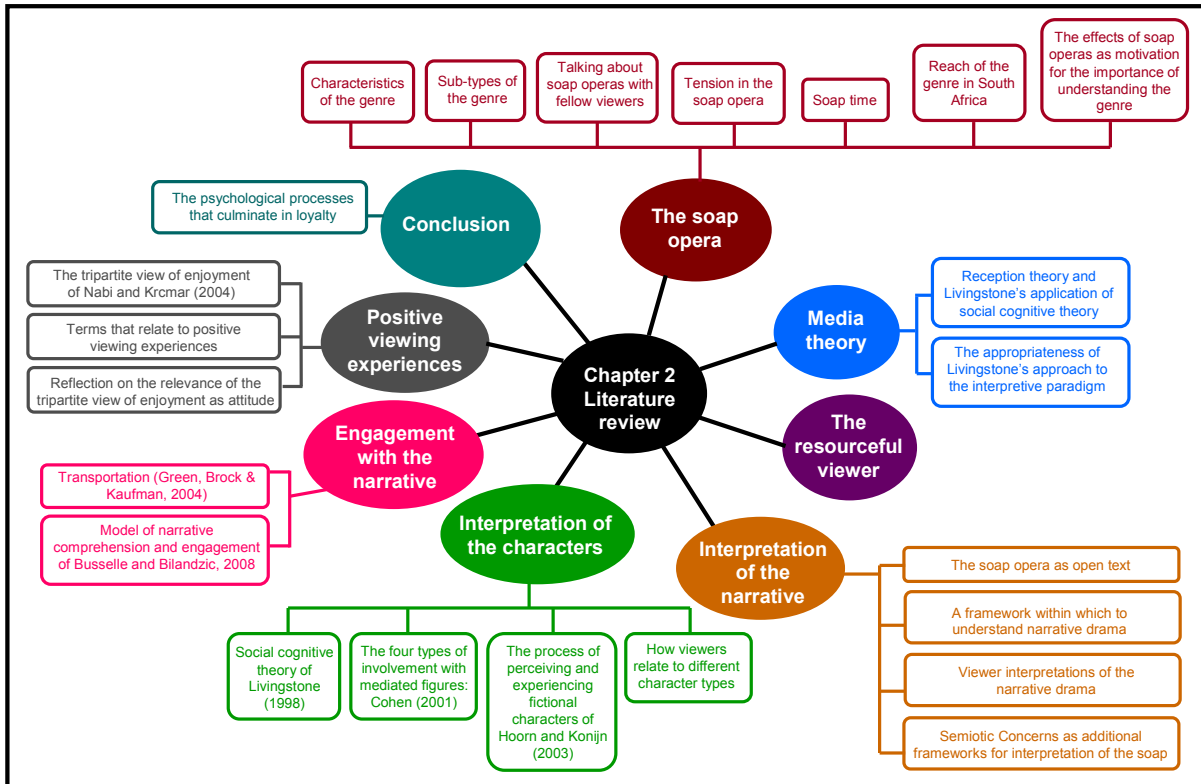 Chapter 2
Literature
review
The soap
opera
Characteristics
of the genre
Sub-types of
the genre
Talking about
soap operas with
fellow viewers
Tension in the
soap opera
Soap time
Reach of the
genre in South
Africa
The effects of soap
operas as motivation
for the importance of
understanding the
genre
Media
theory
Reception theory and
Livingstone’s application of
social cognitive theory
The appropriateness of
Livingstone’s approach to
the interpretive paradigm
The
resourceful
viewer
Interpretation
of the
narrative
The soap opera as open text
A framework within which to
understand narrative drama
Viewer interpretations of the
narrative drama
Semiotic Concerns as additional
frameworks for interpretation of the soap
Interpretation of
the characters
Social cognitive
theory of
Livingstone
(1998)
The four types of
involvement with
mediated figures:
Cohen (2001)
The process of
perceiving and
experiencing
fictional
characters of
Hoorn and Konijn
(2003)
How viewers
relate to different
character types
Engagement
with the
narrative
Transportation (Green, Brock &
Kaufman, 2004)
Model of narrative
comprehension and engagement
of Busselle and Bilandzic, 2008
Positive
viewing
experiences
The tripartite view of enjoyment
of Nabi and Krcmar (2004)
Terms that relate to positive
viewing experiences
Reflection on the relevance of the
tripartite view of enjoyment as attitude
Conclusion
The psychological processes
that culminate in loyalty